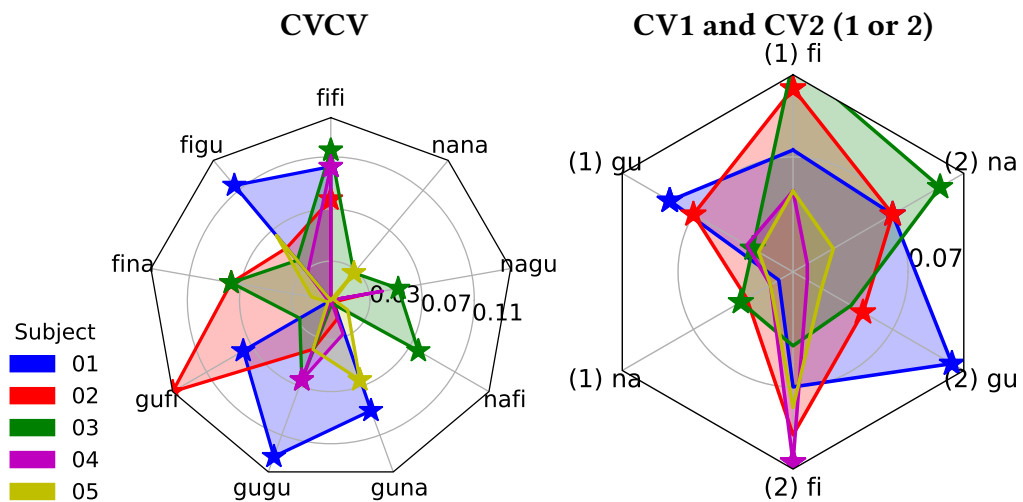 CVCV
fifi
nana
nagu
nafi
guna
gugu
gufi
fina
figu
0.03
0.07
0.11
Subject
01
02
03
04
05
CV1 and CV2 (1 or 2)
(1) fi
(2) na
(2) gu
(2) fi
(1) na
(1) gu
0.07